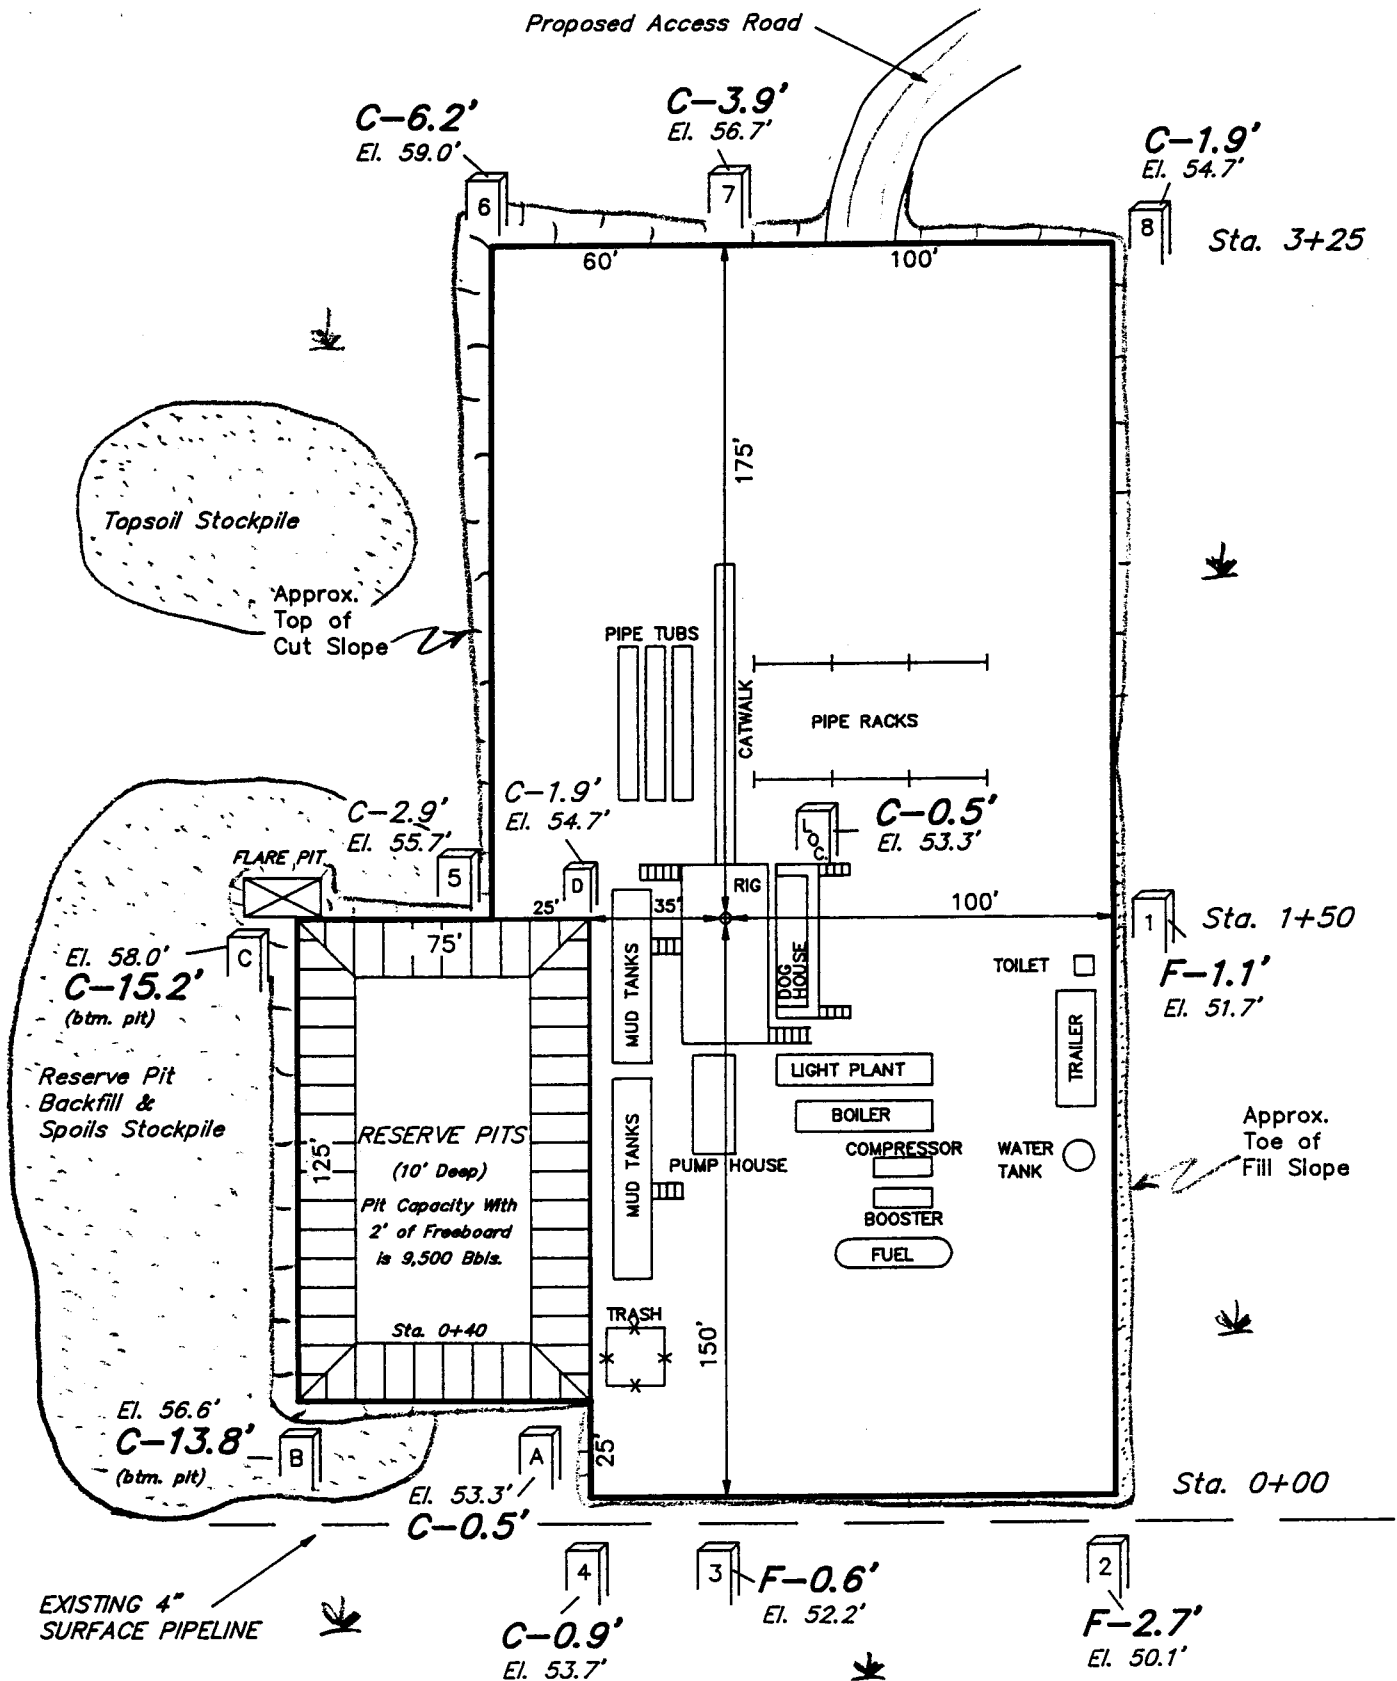 Proposed Access Road
C-6.2'
El. 59.0'
C-3.9'
El. 56.7'
C-1.9'
El. 54.7'
6
7
8
Sta. 3+25
60'
100'
175'
Topsoil Stockpile
Approx.
Top of
Cut Slope
PIPE TUBS
CATWALK
PIPE RACKS
C-2.9'
El. 55.7'
C-1.9'
El. 54.7'
LOC.
C-0.5'
El. 53.3'
FLARE PIT
5
D
RIG
25'
35'
100'
1
Sta. 1+50
F-1.1'
El. 51.7'
El. 58.0'
C-15.2'
(btm. pit)
C
75'
MUD TANKS
DOG
HOUSE
TOILET
TRAILER
LIGHT PLANT
BOILER
COMPRESSOR
BOOSTER
FUEL
WATER
TANK
PUMP HOUSE
MUD TANKS
Reserve Pit
Backfill &
Spoils Stockpile
125'
RESERVE PITS
(10' Deep)
Pit Capacity With
2' of Freeboard
is 9,500 Bbls.
Sta. 0+40
Approx.
Toe of
Fill Slope
TRASH
150'
El. 56.6'
C-13.8'
(btm. pit)
B
A
25'
El. 53.3'
C-0.5'
Sta. 0+00
EXISTING 4"
SURFACE PIPELINE
4
C-0.9'
El. 53.7'
3
F-0.6'
El. 52.2'
2
F-2.7'
El. 50.1'